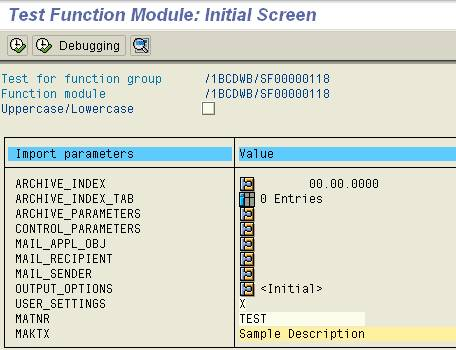 Test Function Module: Initial Screen
Debugging
Test for function group /1BCDWB/SF00000118
Function module /1BCDWB/SF00000118
Uppercase/Lowercase
Import parameters Value
ARCHIVE_INDEX 00.00.0000
ARCHIVE_INDEX_TAB 0 Entries
ARCHIVE_PARAMETERS
CONTROL_PARAMETERS
MAIL_APPL_OBJ
MAIL_RECIPIENT
MAIL_SENDER
OUTPUT_OPTIONS <Initial>
USER_SETTINGS X
MATNR TEST
MAKTX Sample Description